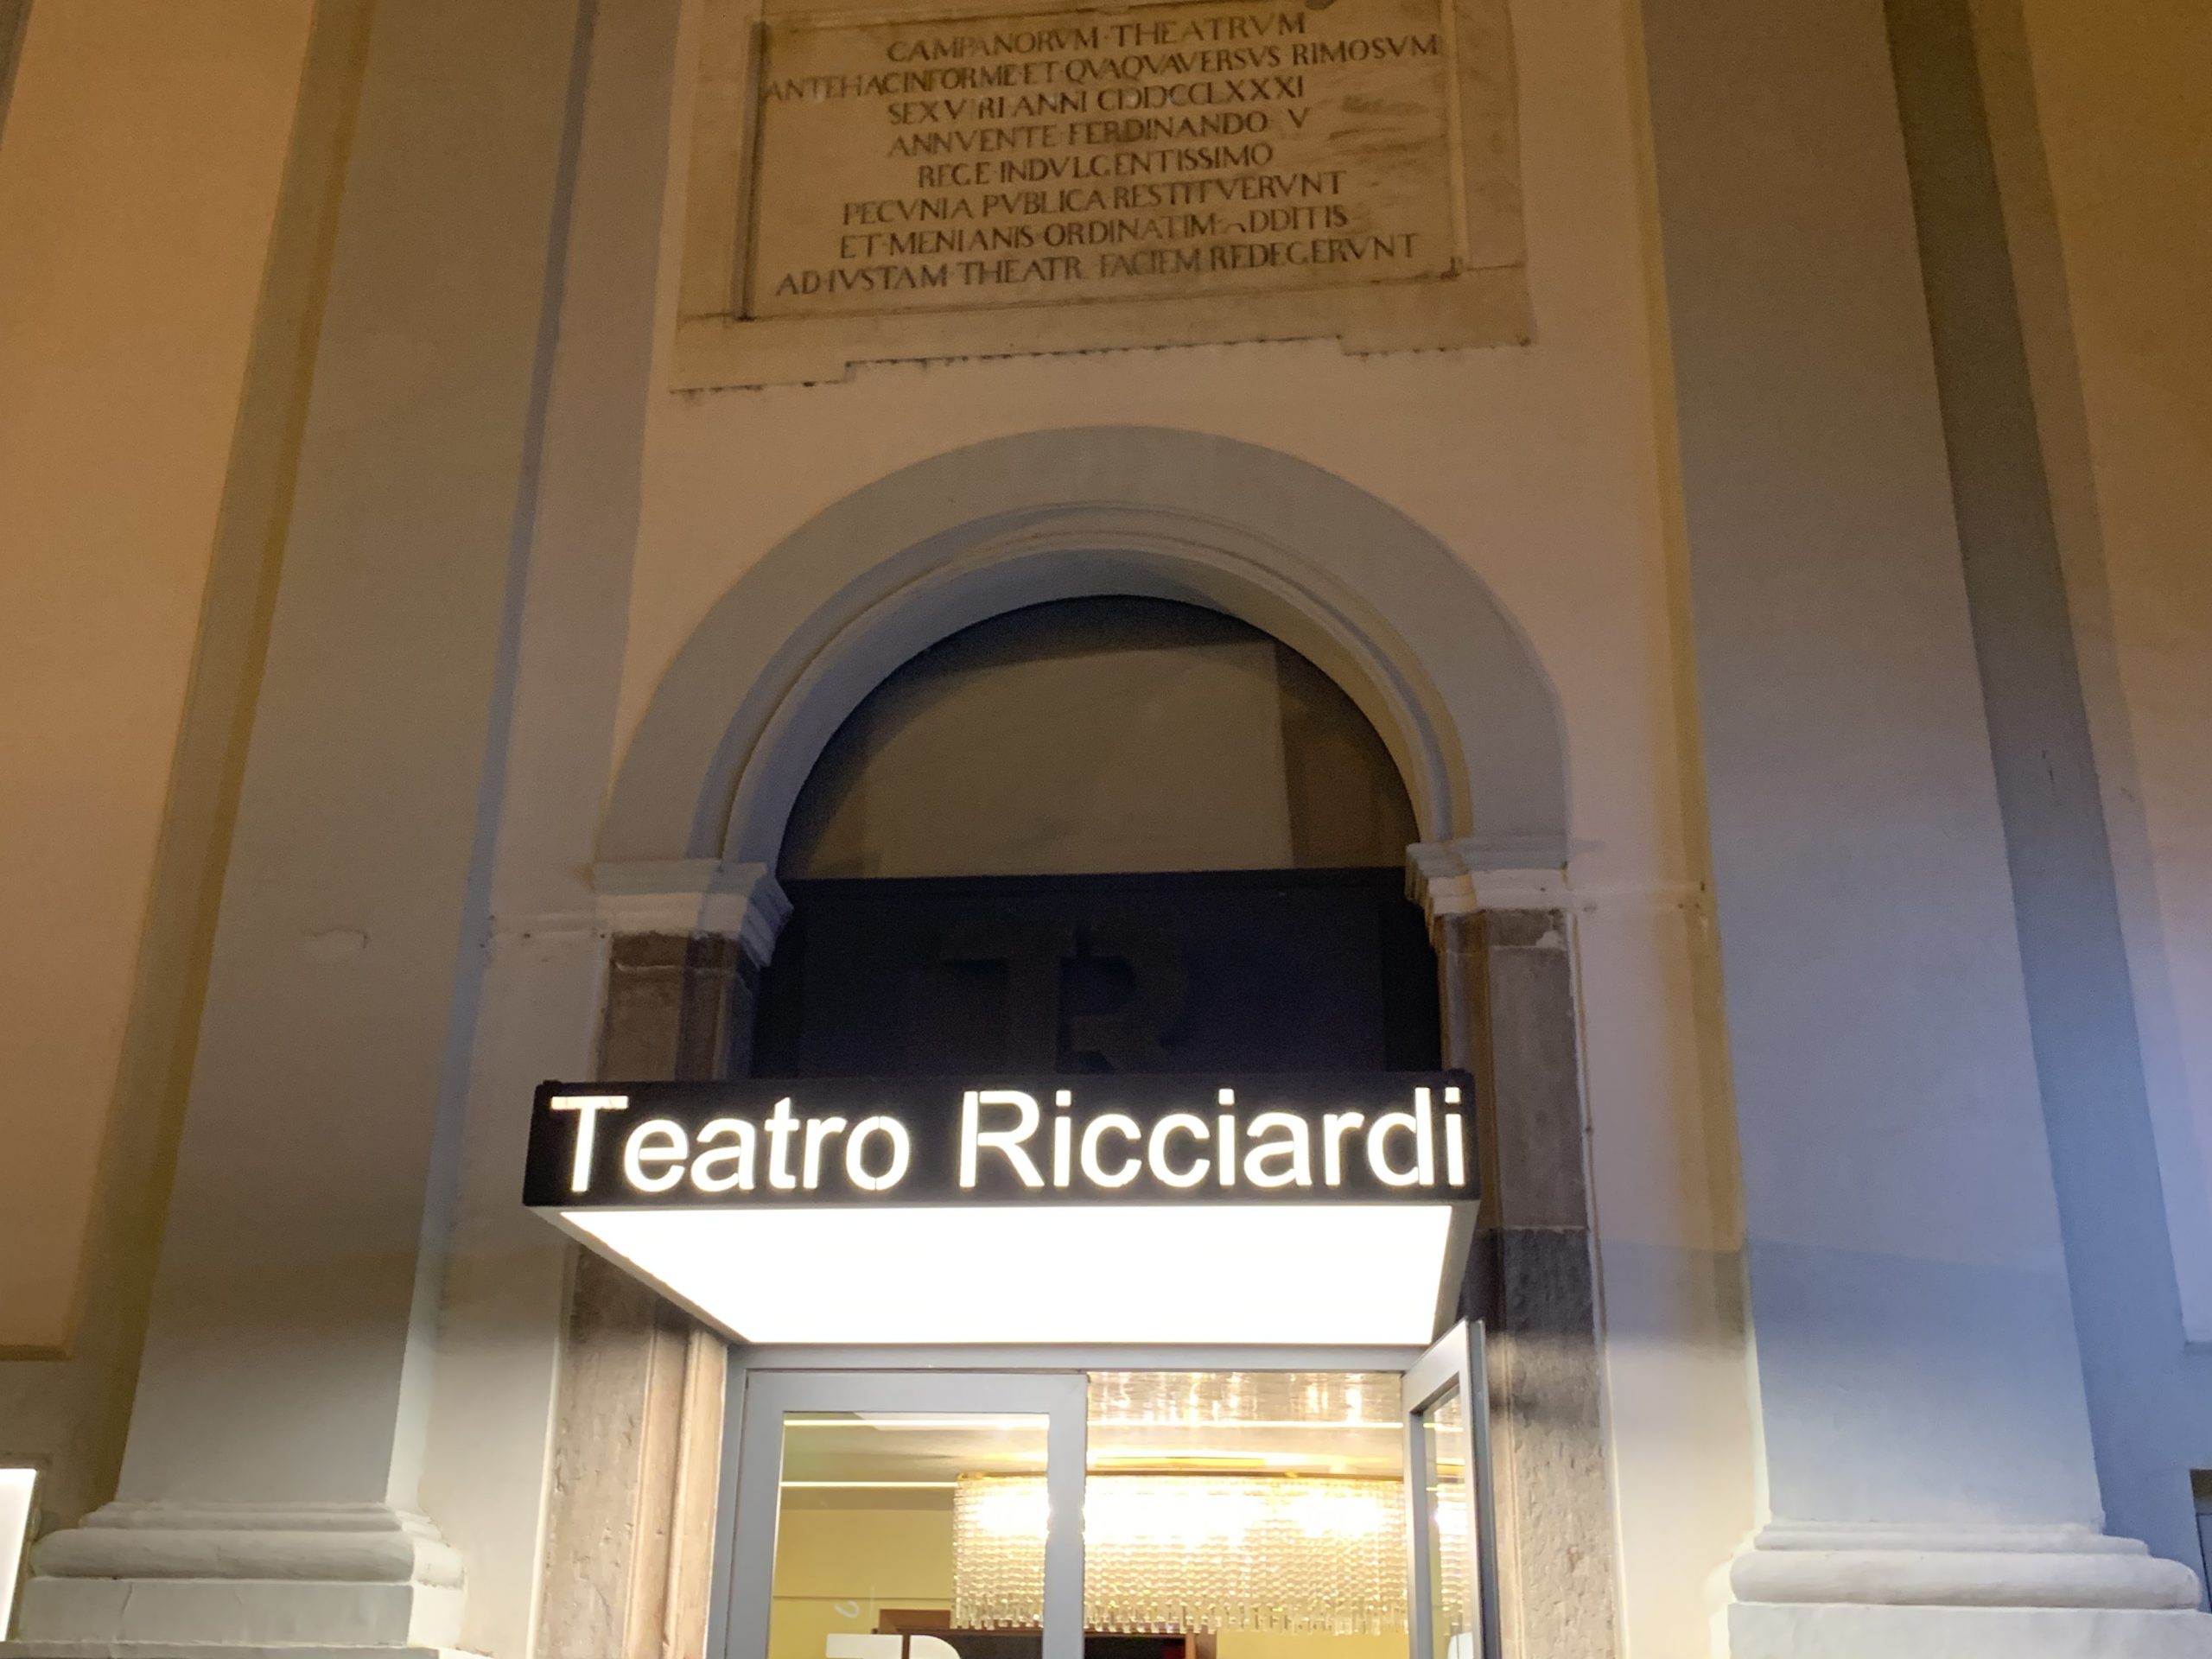 CAMPANORVM·THEATRVM
ANTEHAC INFORME·ET·QVAQVAVERSVS RIMOSVM
SEXVIRI ANNI CIƆIƆCCLXXXI
ANNVENTE·FERDINANDO V
REGE·INDVLGENTISSIMO
PECVNIA PVBLICA RESTITVERVNT
ET·MENIANIS·ORDINATIM·ADDITIS
AD·IVSTAM·THEATR FACIEM REDEGERVNT
TR
Teatro Ricciardi